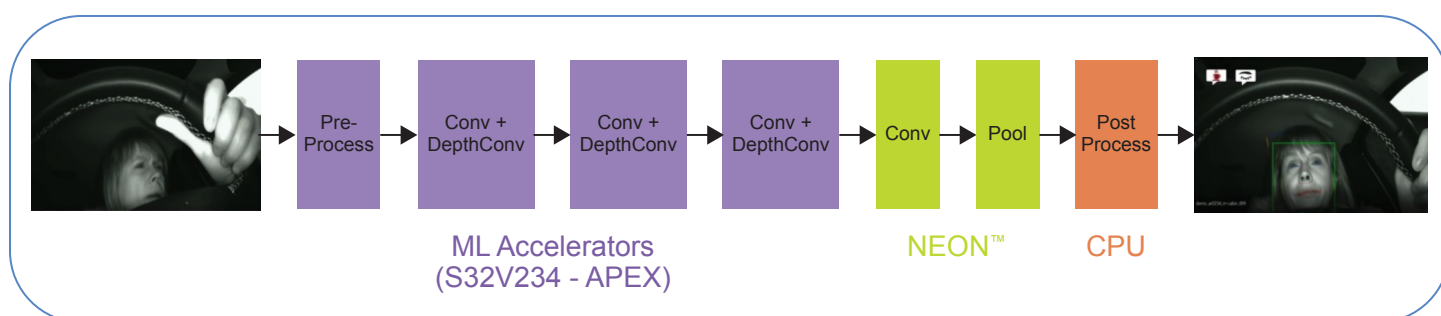 Pre-
Process
Conv +
DepthConv
Conv +
DepthConv
Conv +
DepthConv
Conv
Pool
Post
Process
ML Accelerators
(S32V234 - APEX)
NEON™
CPU